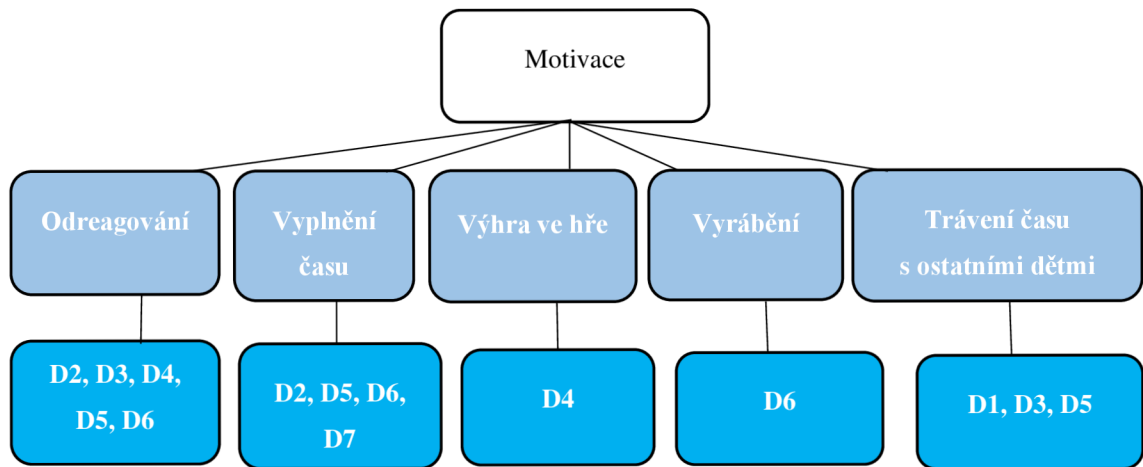 Motivace
Odreagování
Vyplnění
času
Výhra ve hře
Vyrábění
Trávení času
s ostatními dětmi
D2, D3, D4,
D5, D6
D2, D5, D6,
D7
D4
D6
D1, D3, D5